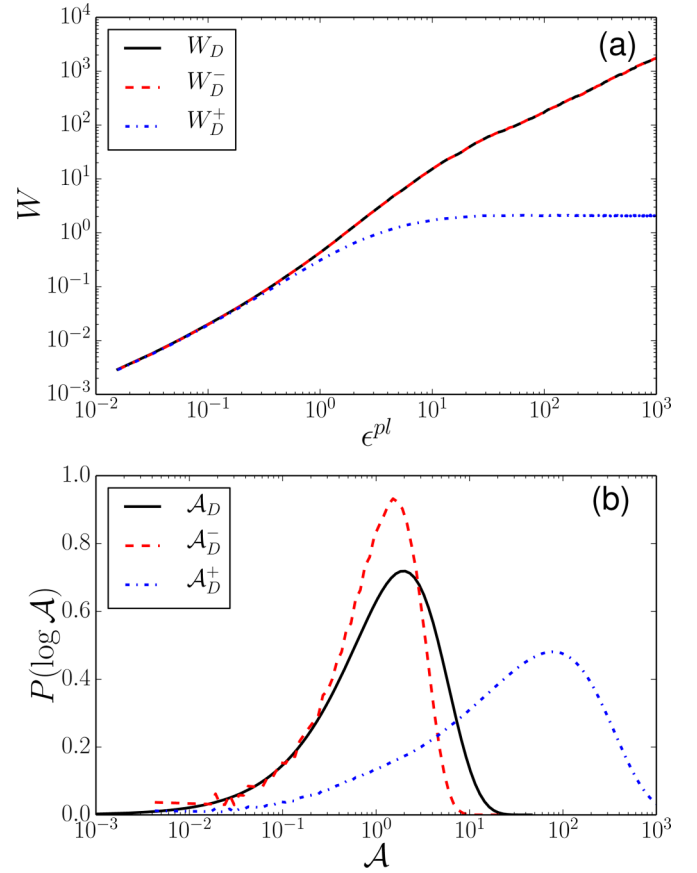 (a)
W_D
W_D^-
W_D^+
W
10^4
10^3
10^2
10^1
10^0
10^-1
10^-2
10^-3
10^-2 10^-1 10^0 10^1 10^2 10^3
ϵ^pl
(b)
𝒜_D
𝒜_D^-
𝒜_D^+
P(log 𝒜)
1.0
0.8
0.6
0.4
0.2
0.0
10^-3 10^-2 10^-1 10^0 10^1 10^2 10^3
𝒜